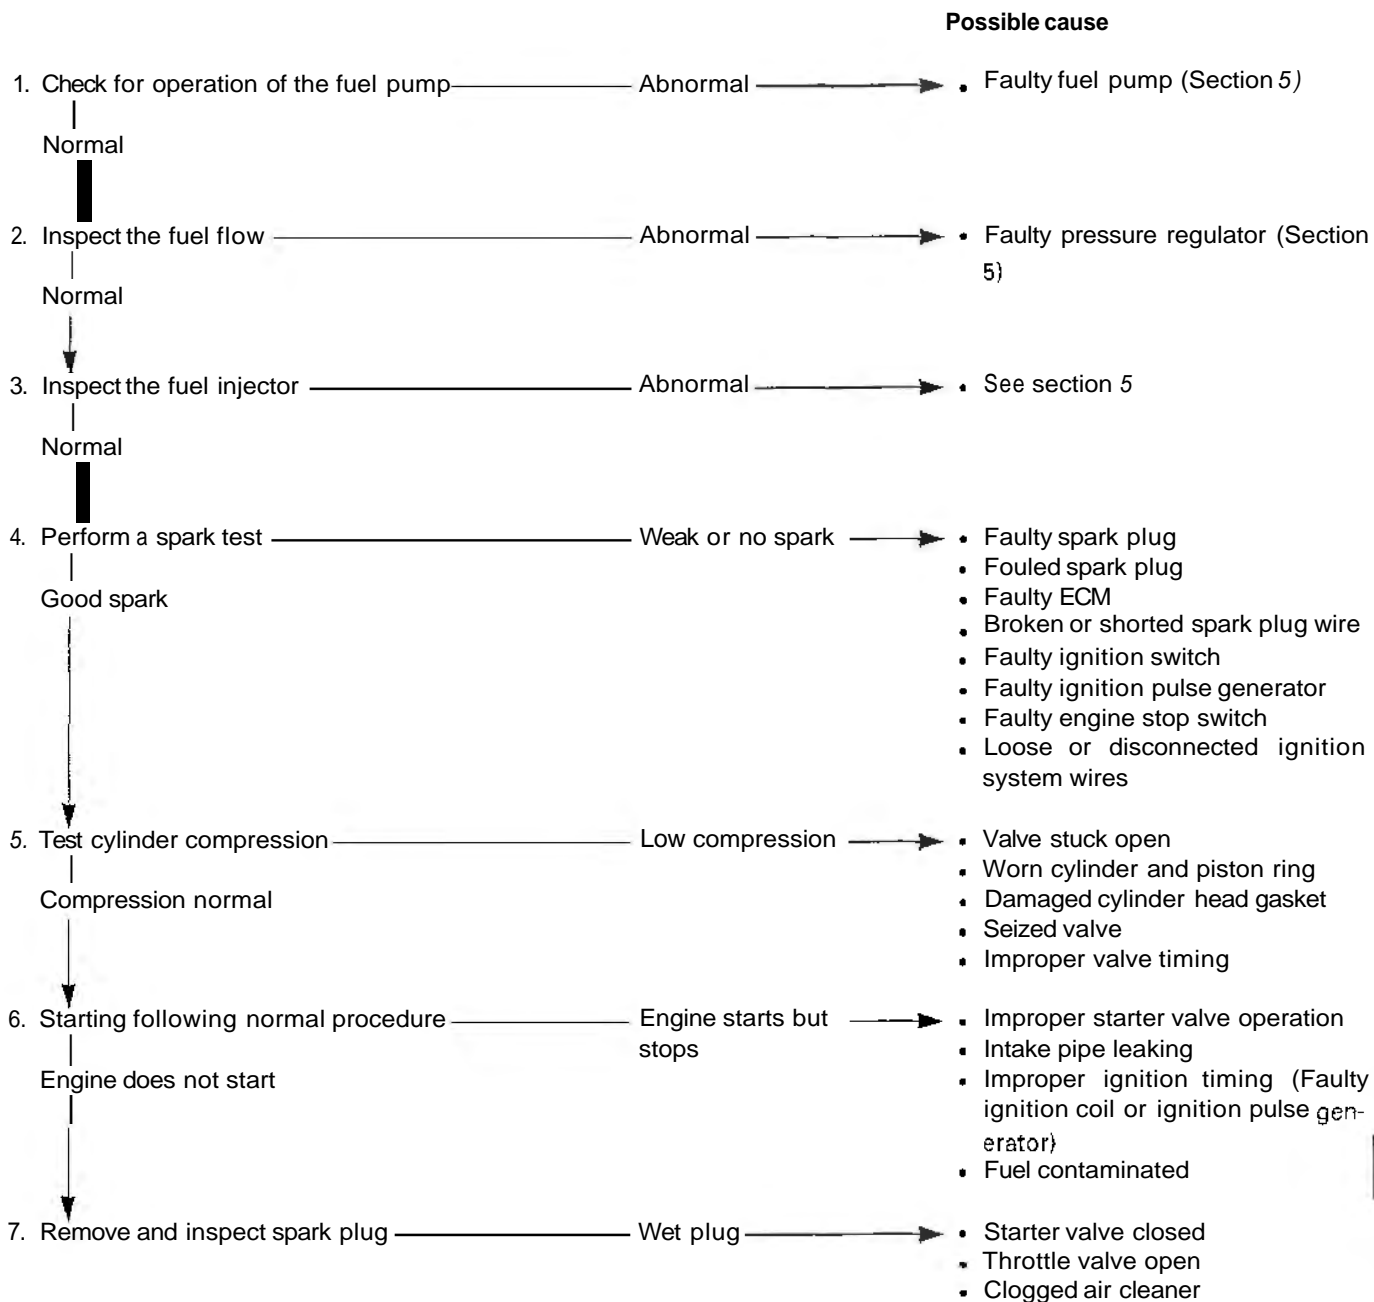 Possible cause
1. Check for operation of the fuel pump Abnormal • Faulty fuel pump (Section 5)
Normal
2. Inspect the fuel flow Abnormal • Faulty pressure regulator (Section
5)
Normal
3. Inspect the fuel injector Abnormal • See section 5
Normal
4. Perform a spark test Weak or no spark • Faulty spark plug
• Fouled spark plug
Good spark • Faulty ECM
• Broken or shorted spark plug wire
• Faulty ignition switch
• Faulty ignition pulse generator
• Faulty engine stop switch
• Loose or disconnected ignition
system wires
5. Test cylinder compression Low compression • Valve stuck open
• Worn cylinder and piston ring
Compression normal • Damaged cylinder head gasket
• Seized valve
• Improper valve timing
6. Starting following normal procedure Engine starts but • Improper starter valve operation
stops • Intake pipe leaking
Engine does not start • Improper ignition timing (Faulty
ignition coil or ignition pulse gen-
erator)
• Fuel contaminated
7. Remove and inspect spark plug Wet plug • Starter valve closed
• Throttle valve open
• Clogged air cleaner